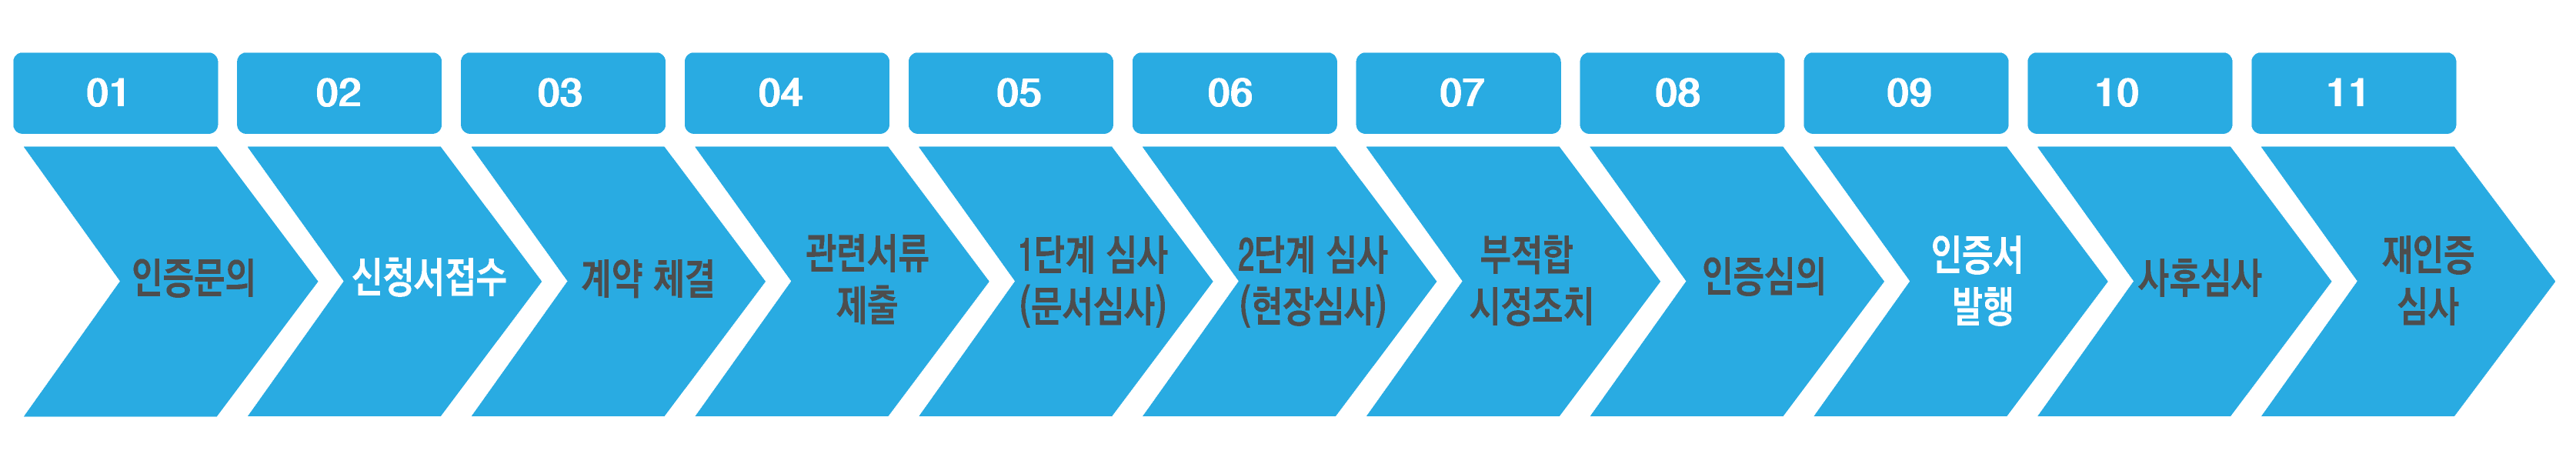 01
02
03
04
05
06
07
08
09
10
11
인증문의
신청서접수
계약 체결
관련서류
제출
1단계 심사
(문서심사)
2단계 심사
(현장심사)
부적합
시정조치
인증심의
인증서
발행
사후심사
재인증
심사